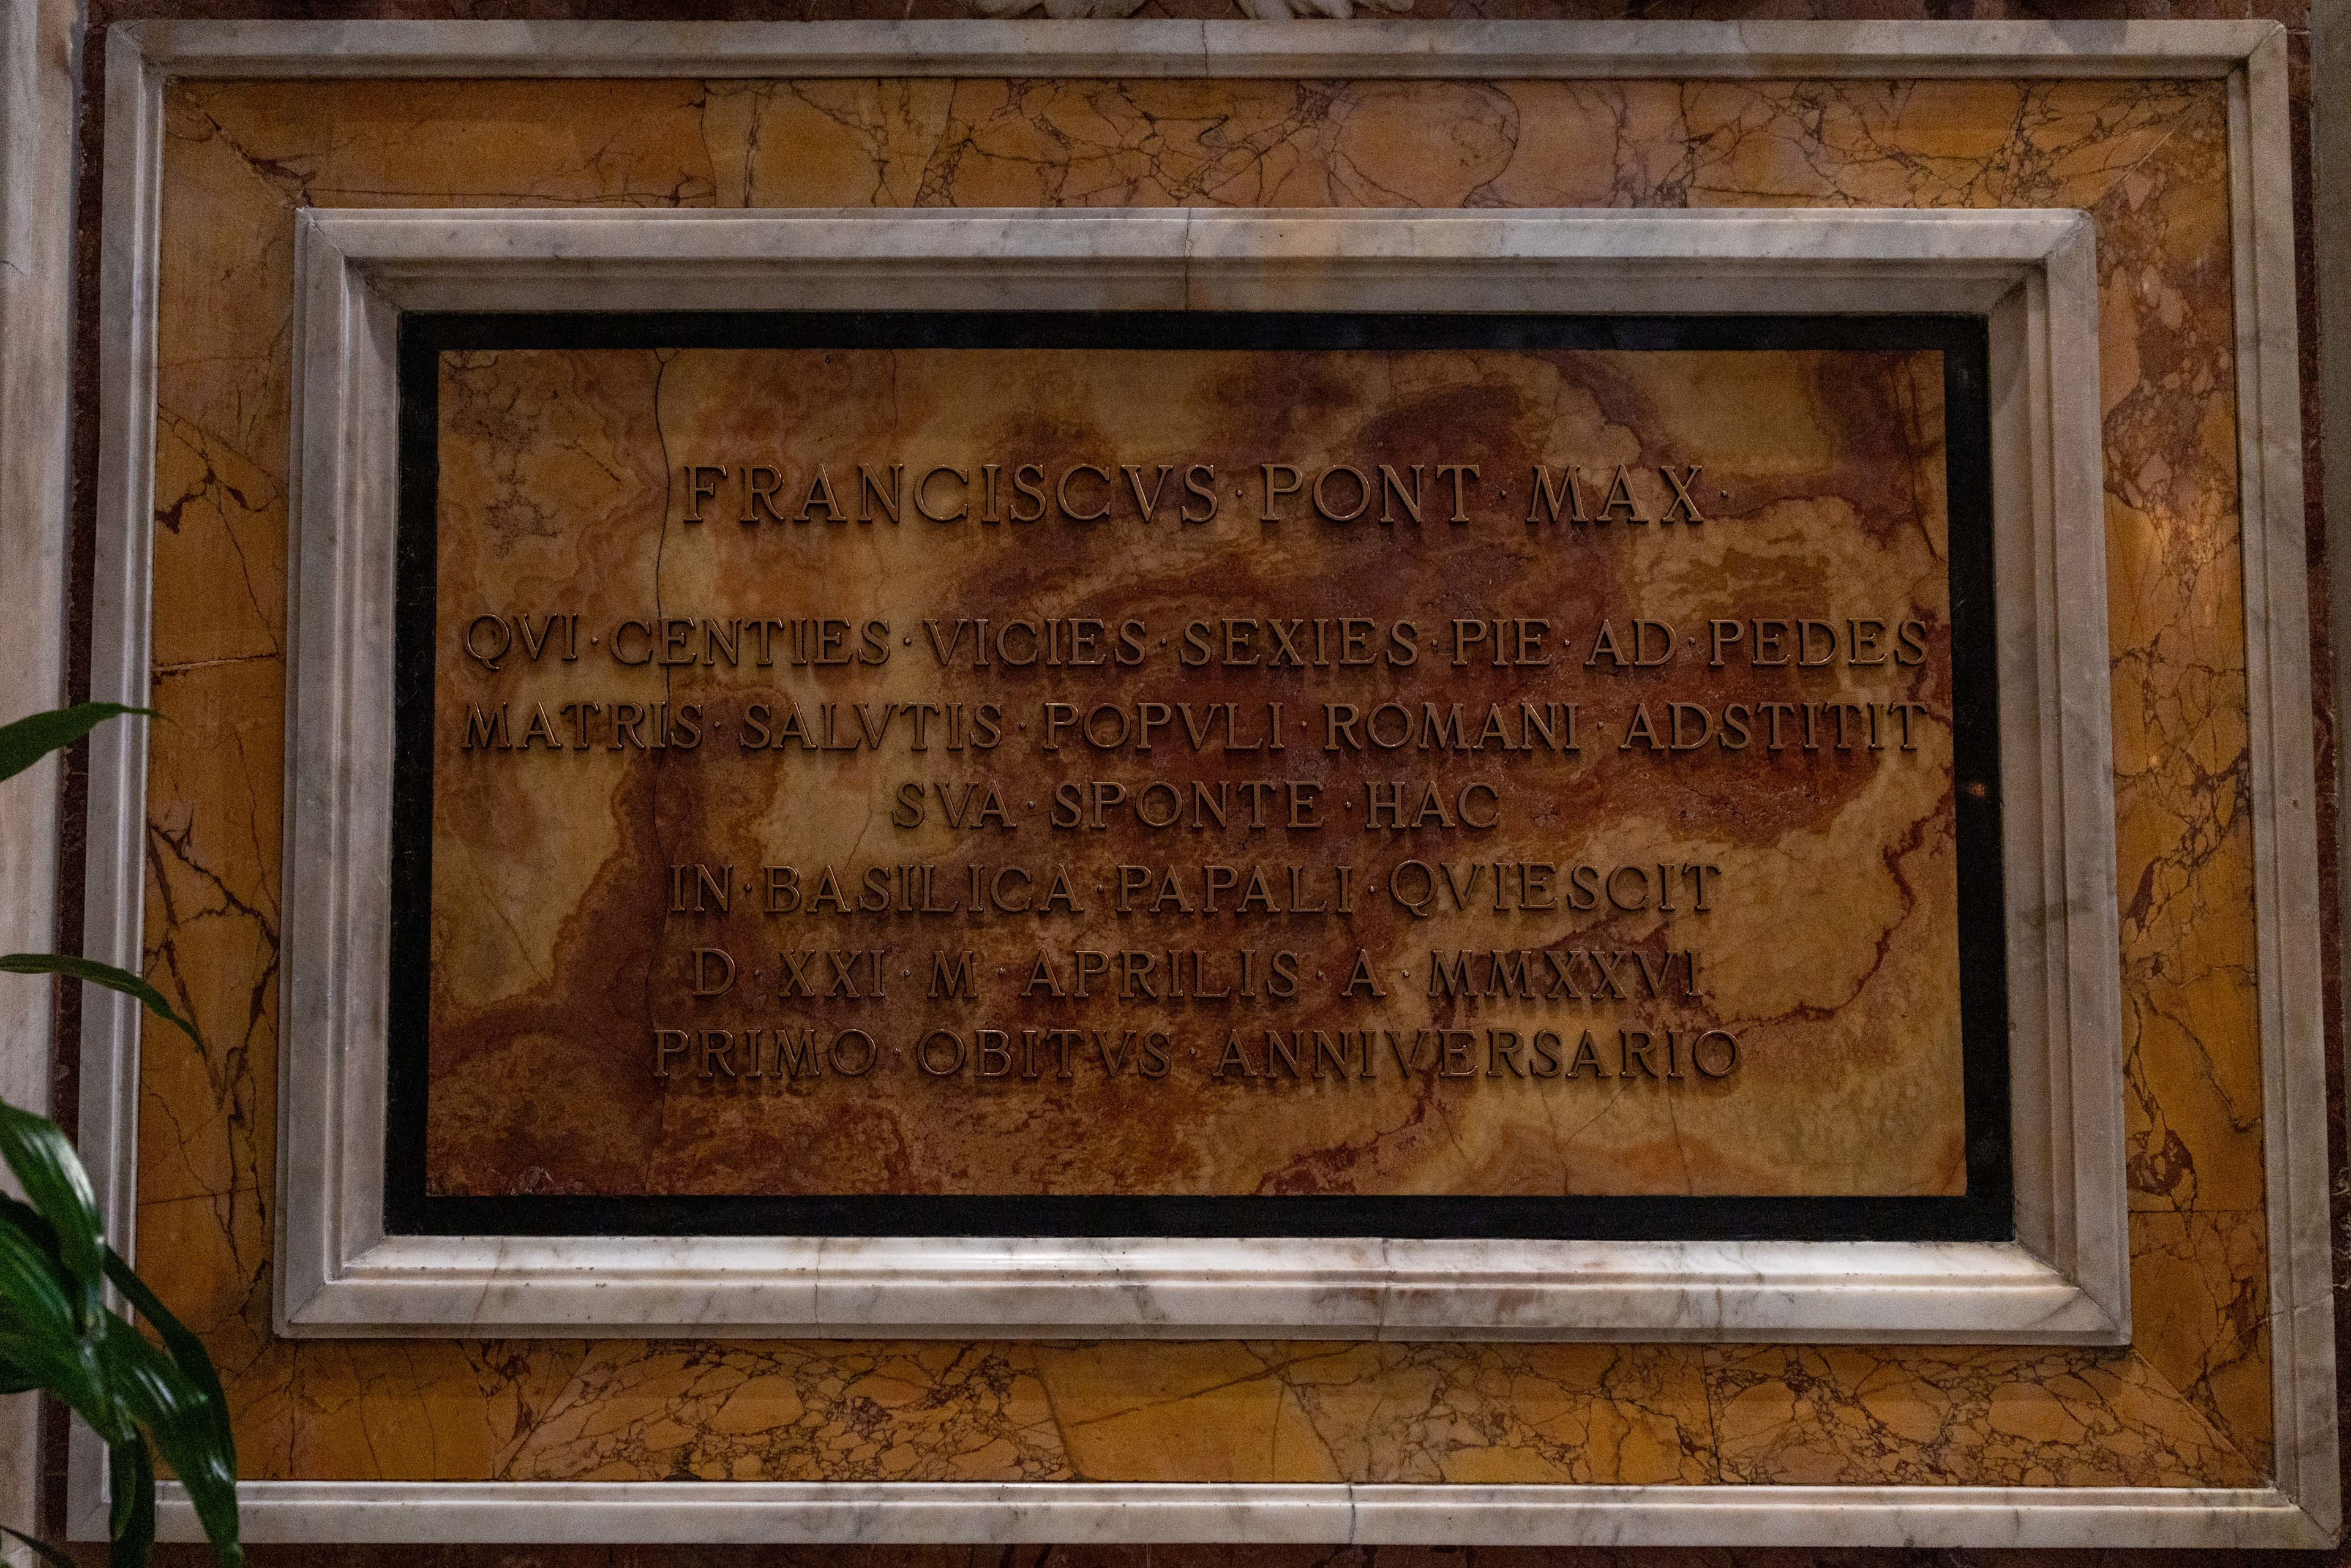 FRANCISCVS · PONT · MAX ·
QVI · CENTIES · VICIES · SEXIES · PIE · AD · PEDES
MATRIS · SALVTIS · POPVLI · ROMANI · ADSTITIT
SVA · SPONTE · HAC
IN · BASILICA · PAPALI · QVIESCIT
D · XXI · M · APRILIS · A · MMXXVI
PRIMO · OBITVS · ANNIVERSARIO